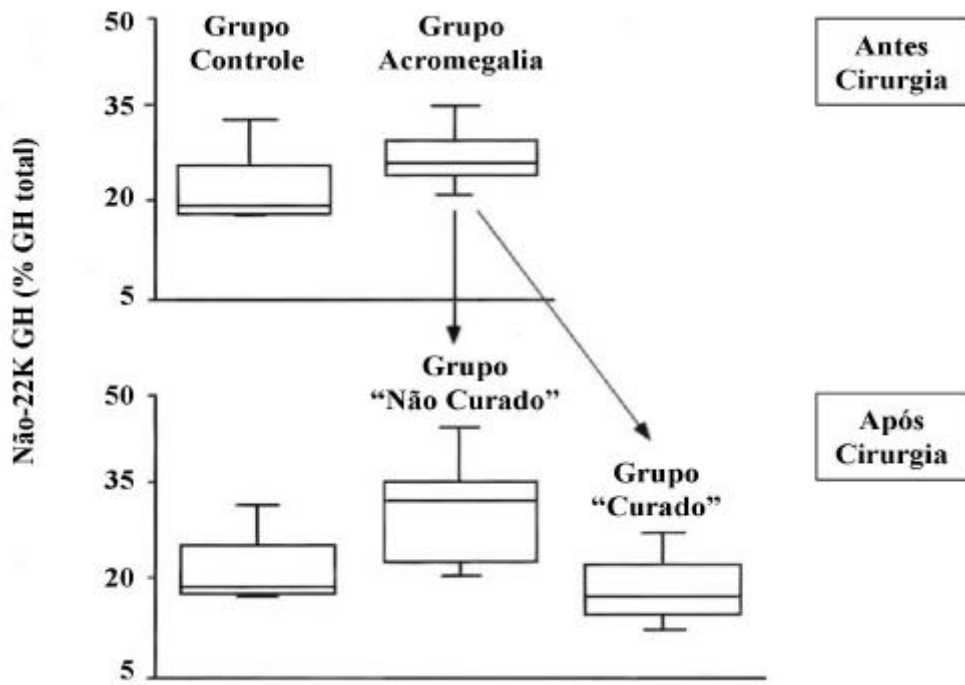 50
Grupo
Controle
Grupo
Acromegalia
Antes
Cirurgia
35
20
5
Não-22K GH (% GH total)
Grupo
“Não Curado”
50
Após
Cirurgia
35
Grupo
“Curado”
20
5